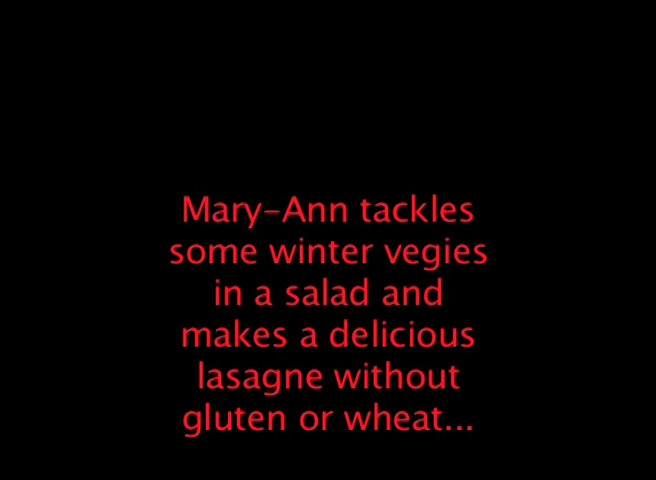 Mary-Ann tackles
some winter vegies
in a salad and
makes a delicious
lasagne without
gluten or wheat...